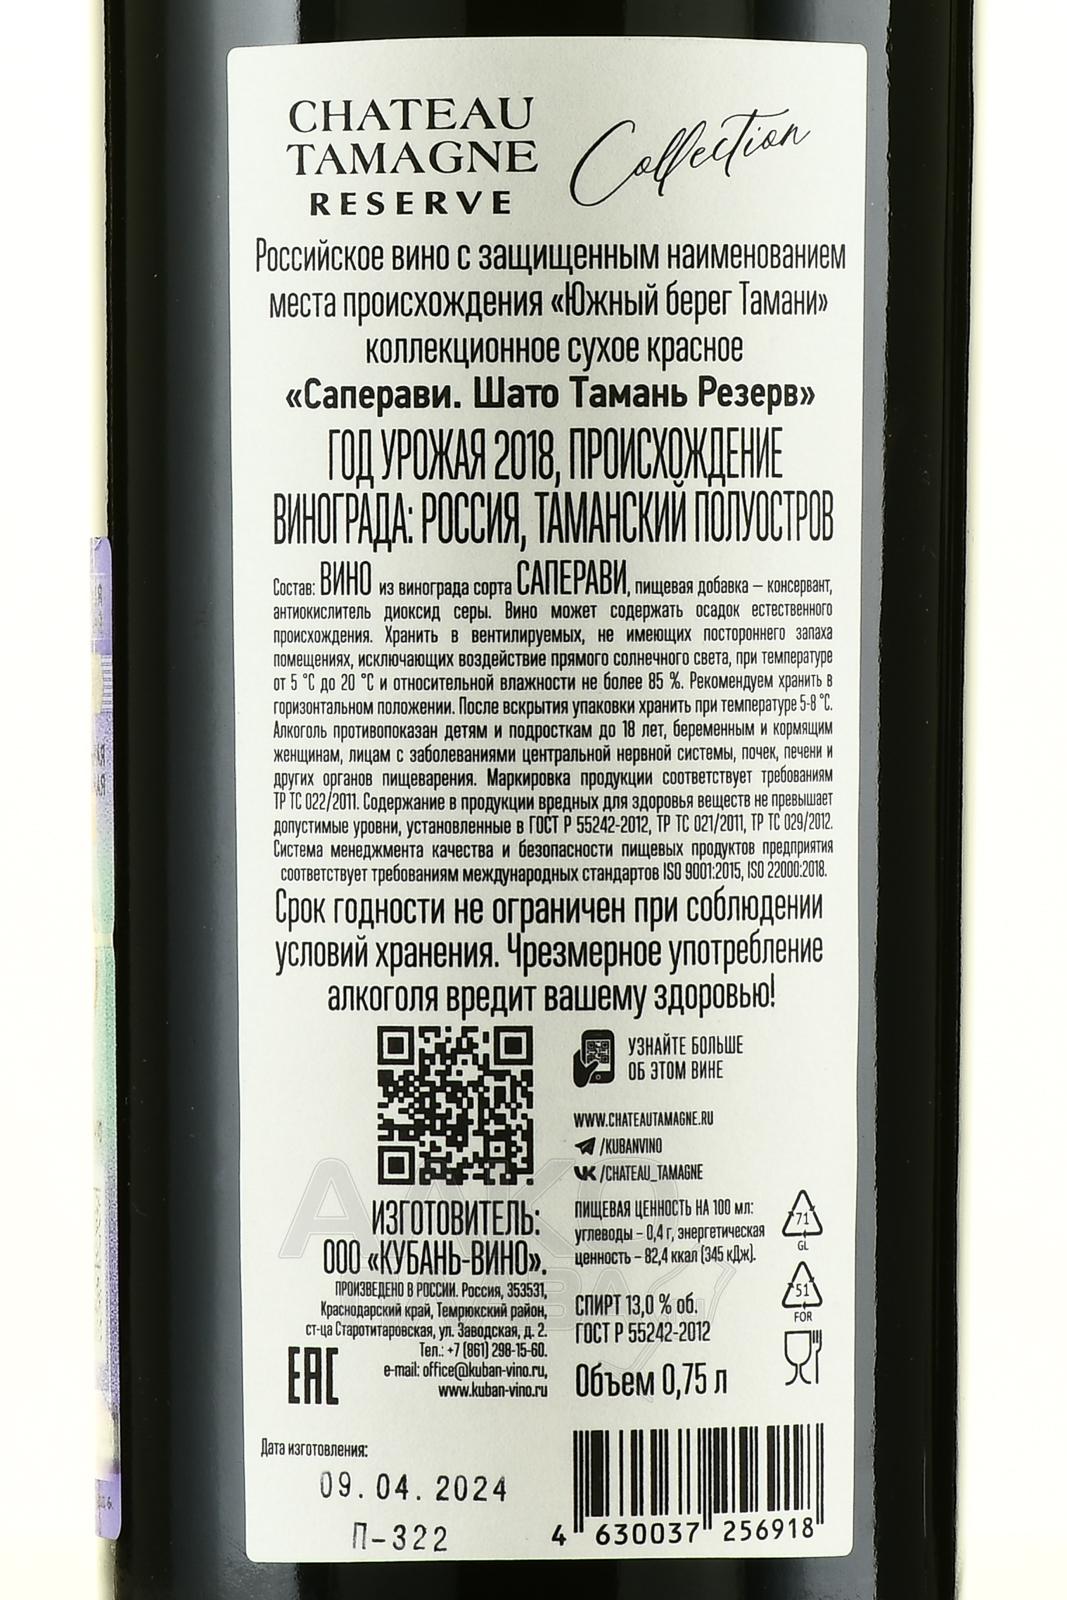 CHATEAU
TAMAGNE
RESERVE
Collection
Российское вино с защищенным наименованием
места происхождения «Южный берег Тамани»
коллекционное сухое красное
«Саперави. Шато Тамань Резерв»
ГОД УРОЖАЯ 2018, ПРОИСХОЖДЕНИЕ
ВИНОГРАДА: РОССИЯ, ТАМАНСКИЙ ПОЛУОСТРОВ
Состав: ВИНО из винограда сорта САПЕРАВИ, пищевая добавка – консервант,
антиокислитель диоксид серы. Вино может содержать осадок естественного
происхождения. Хранить в вентилируемых, не имеющих постороннего запаха
помещениях, исключающих воздействие прямого солнечного света, при температуре
от 5 °С до 20 °С и относительной влажности не более 85 %. Рекомендуем хранить в
горизонтальном положении. После вскрытия упаковки хранить при температуре 5-8 °С.
Алкоголь противопоказан детям и подросткам до 18 лет, беременным и кормящим
женщинам, лицам с заболеваниями центральной нервной системы, почек, печени и
других органов пищеварения. Маркировка продукции соответствует требованиям
ТР ТС 022/2011. Содержание в продукции вредных для здоровья веществ не превышает
допустимые уровни, установленные в ГОСТ Р 55242-2012, ТР ТС 021/2011, ТР ТС 029/2012.
Система менеджмента качества и безопасности пищевых продуктов предприятия
соответствует требованиям международных стандартов ISO 9001:2015, ISO 22000:2018.
Срок годности не ограничен при соблюдении
условий хранения. Чрезмерное употребление
алкоголя вредит вашему здоровью!
УЗНАЙТЕ БОЛЬШЕ
ОБ ЭТОМ ВИНЕ
WWW.CHATEAUTAMAGNE.RU
/KUBANVINO
/CHATEAU_TAMAGNE
ИЗГОТОВИТЕЛЬ:
ООО «КУБАНЬ-ВИНО».
ПРОИЗВЕДЕНО В РОССИИ. Россия, 353531,
Краснодарский край, Темрюкский район,
ст-ца Старотитаровская, ул. Заводская, д. 2.
Тел.: +7 (861) 298-15-60.
e-mail: office@kuban-vino.ru,
www.kuban-vino.ru
EAC
ПИЩЕВАЯ ЦЕННОСТЬ НА 100 мл:
углеводы – 0,4 г, энергетическая
ценность – 82,4 ккал (345 кДж).
СПИРТ 13,0 % об.
ГОСТ Р 55242-2012
Объем 0,75 л
71
GL
51
FOR
Дата изготовления:
09.04.2024
П-322
4 630037 256918